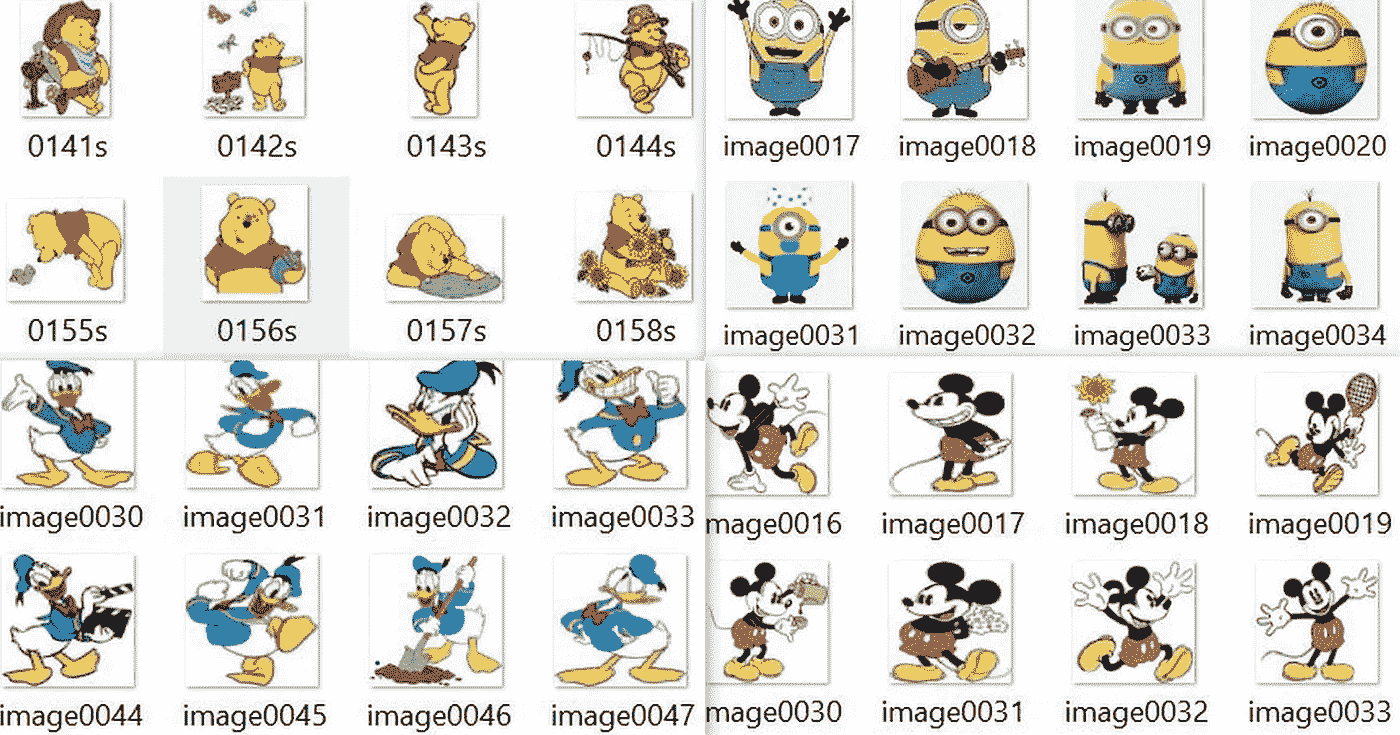 0141s 0142s 0143s 0144s
0155s 0156s 0157s 0158s
image0017 image0018 image0019 image0020
image0031 image0032 image0033 image0034
image0030 image0031 image0032 image0033
image0044 image0045 image0046 image0047
mage0016 image0017 image0018 image0019
mage0030 image0031 image0032 image0033